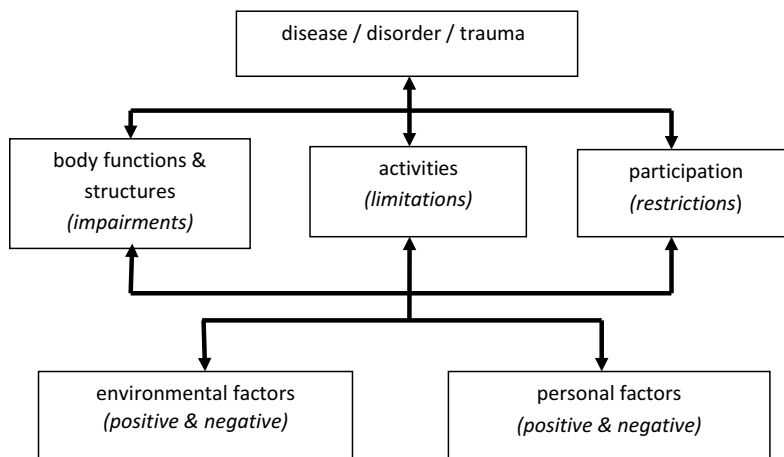 disease / disorder / trauma
body functions &
structures
(impairments)
activities
(limitations)
participation
(restrictions)
environmental factors
(positive & negative)
personal factors
(positive & negative)